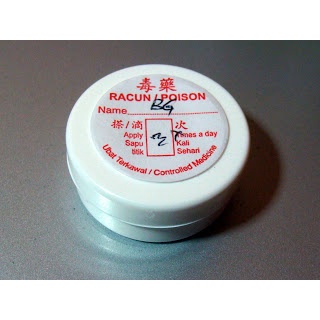 毒藥
RACUN POISON
Name BG
搽/滴 次
Apply Times a day
Sapu Kali
titik Sehari
Ubat Terkawal / Controlled Medicine